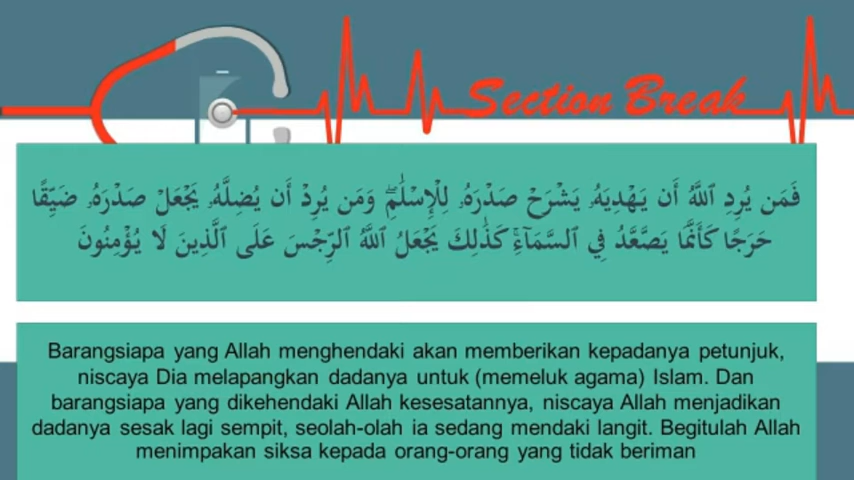 Section Break
فَمَن يُرِدِ ٱللَّهُ أَن يَهْدِيَهُۥ يَشْرَحْ صَدْرَهُۥ لِلْإِسْلَٰمِ ۖ وَمَن يُرِدْ أَن يُضِلَّهُۥ يَجْعَلْ صَدْرَهُۥ ضَيِّقًا
حَرَجًا كَأَنَّمَا يَصَّعَّدُ فِي ٱلسَّمَآءِ ۚ كَذَٰلِكَ يَجْعَلُ ٱللَّهُ ٱلرِّجْسَ عَلَى ٱلَّذِينَ لَا يُؤْمِنُونَ
Barangsiapa yang Allah menghendaki akan memberikan kepadanya petunjuk,
niscaya Dia melapangkan dadanya untuk (memeluk agama) Islam. Dan
barangsiapa yang dikehendaki Allah kesesatannya, niscaya Allah menjadikan
dadanya sesak lagi sempit, seolah-olah ia sedang mendaki langit. Begitulah Allah
menimpakan siksa kepada orang-orang yang tidak beriman